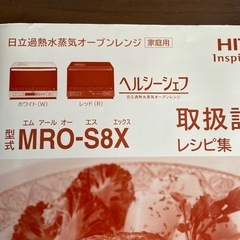 日立過熱水蒸気オーブンレンジ 家庭用
HIT
Inspi
ホワイト(W)
レッド(R)
ヘルシーシェフ
過熱水蒸気オーブンレンジ
エム アール オー エス エックス
型式 MRO-S8X
取扱説
レシピ集